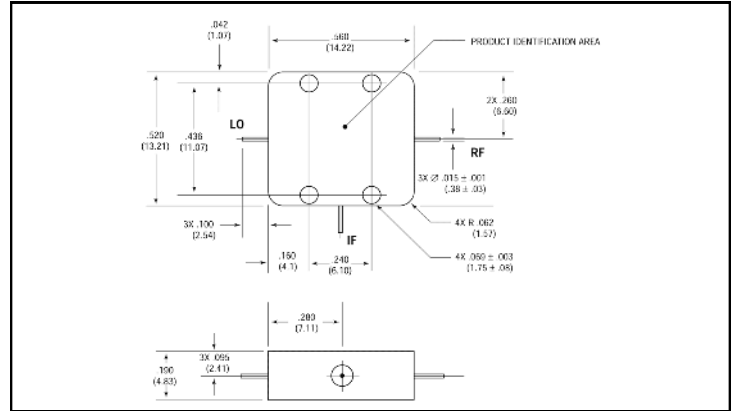 .042
(1.07)
.560
(14.22)
PRODUCT IDENTIFICATION AREA
2X .260
(6.60)
.520
(13.21)
.436
(11.07)
LO
RF
3X Ø .015 ± .001
(.38 ± .03)
3X .100
(2.54)
IF
4X R .062
(1.57)
.160
(4.1)
.240
(6.10)
4X .069 ± .003
(1.75 ± .08)
.280
(7.11)
3X .095
(2.41)
.190
(4.83)